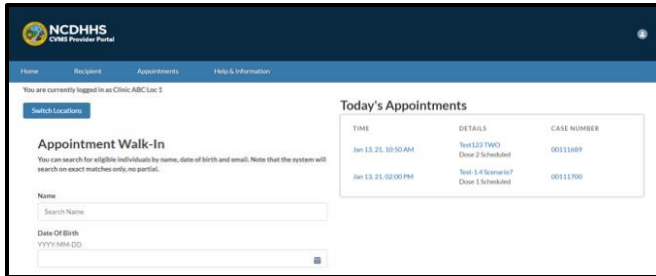 NCDHHS
CVMS Provider Portal
Home Recipient Appointments Help & Information
You are currently logged in as Clinic ABC Loc 1
Switch Locations
Appointment Walk-In
You can search for eligible individuals by name, date of birth and email. Note that the system will
search on exact matches only, no partial.
Name
Search Name
Date Of Birth
YYYY-MM-DD
Today's Appointments
TIME DETAILS CASE NUMBER
Jan 13, 21, 10:50 AM Test123 TWO 00111689
Dose 2 Scheduled
Jan 13, 21, 02:00 PM Test-1.4 Scenario7 00111700
Dose 1 Scheduled